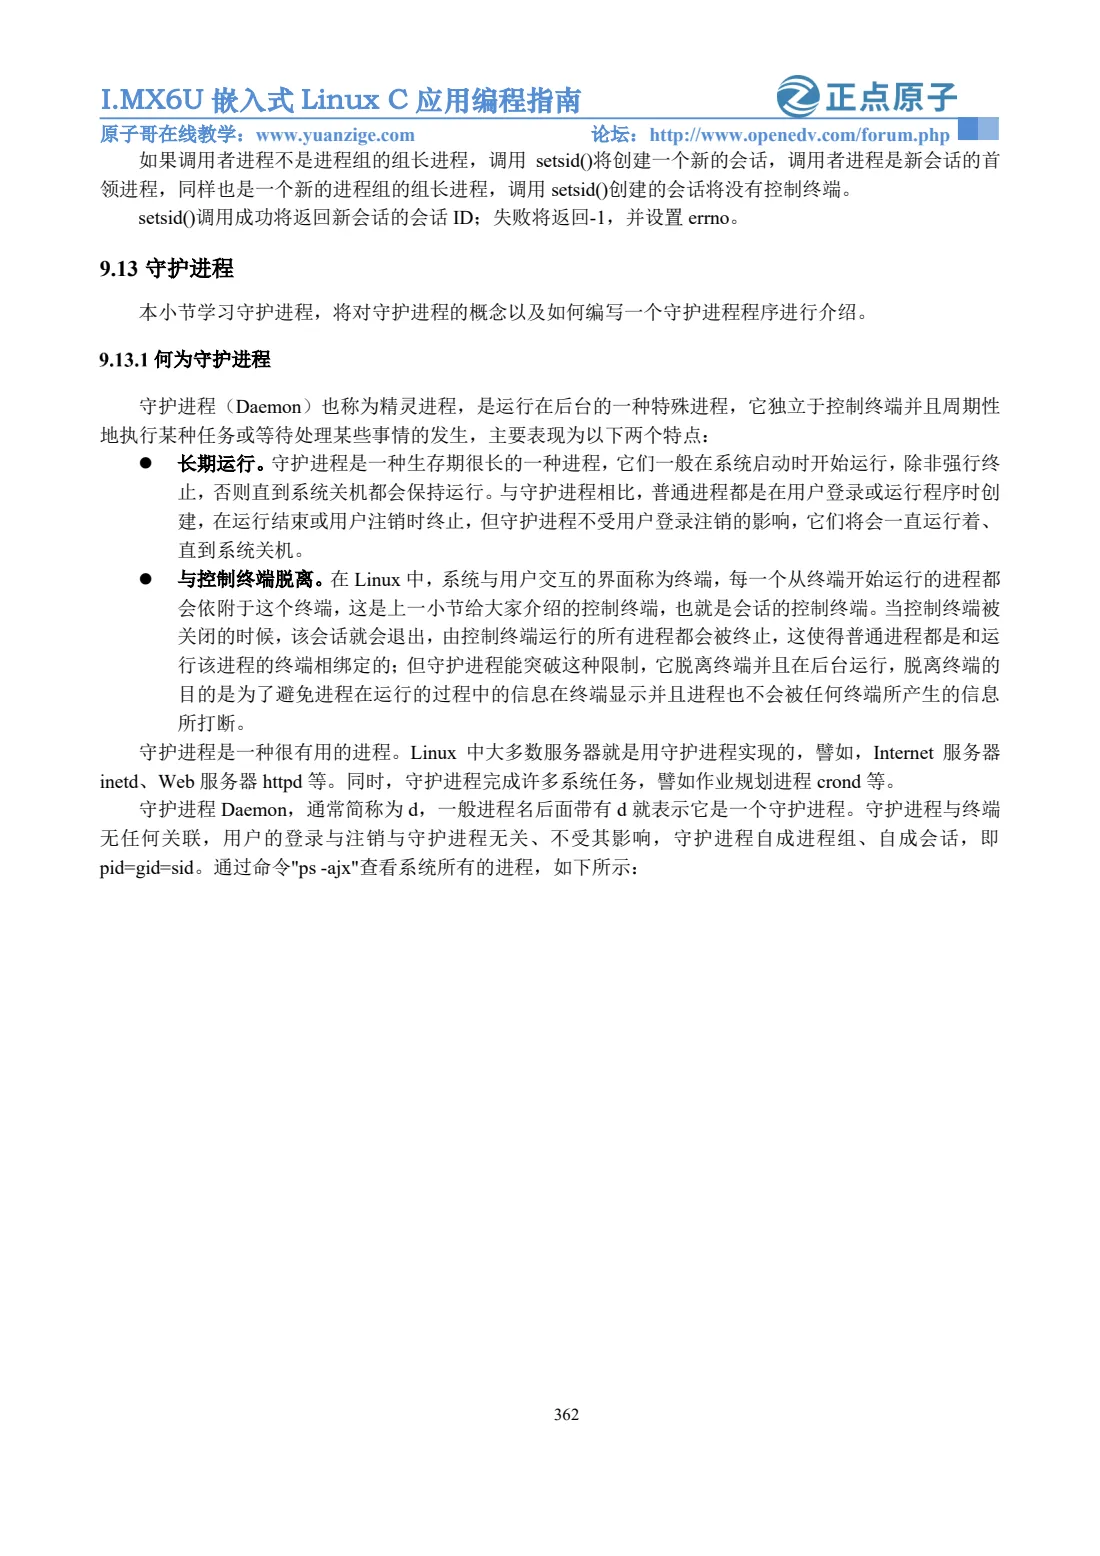 I.MX6U 嵌入式 Linux C 应用编程指南
正点原子
原子哥在线教学：www.yuanzige.com 论坛：http://www.openedv.com/forum.php
如果调用者进程不是进程组的组长进程，调用 setsid()将创建一个新的会话，调用者进程是新会话的首
领进程，同样也是一个新的进程组的组长进程，调用 setsid()创建的会话将没有控制终端。
setsid()调用成功将返回新会话的会话 ID；失败将返回-1，并设置 errno。
9.13 守护进程
本小节学习守护进程，将对守护进程的概念以及如何编写一个守护进程程序进行介绍。
9.13.1 何为守护进程
守护进程（Daemon）也称为精灵进程，是运行在后台的一种特殊进程，它独立于控制终端并且周期性
地执行某种任务或等待处理某些事情的发生，主要表现为以下两个特点：
● 长期运行。守护进程是一种生存期很长的一种进程，它们一般在系统启动时开始运行，除非强行终
止，否则直到系统关机都会保持运行。与守护进程相比，普通进程都是在用户登录或运行程序时创
建，在运行结束或用户注销时终止，但守护进程不受用户登录注销的影响，它们将会一直运行着、
直到系统关机。
● 与控制终端脱离。在 Linux 中，系统与用户交互的界面称为终端，每一个从终端开始运行的进程都
会依附于这个终端，这是上一小节给大家介绍的控制终端，也就是会话的控制终端。当控制终端被
关闭的时候，该会话就会退出，由控制终端运行的所有进程都会被终止，这使得普通进程都是和运
行该进程的终端相绑定的；但守护进程能突破这种限制，它脱离终端并且在后台运行，脱离终端的
目的是为了避免进程在运行的过程中的信息在终端显示并且进程也不会被任何终端所产生的信息
所打断。
守护进程是一种很有用的进程。Linux 中大多数服务器就是用守护进程实现的，譬如，Internet 服务器
inetd、Web 服务器 httpd 等。同时，守护进程完成许多系统任务，譬如作业规划进程 crond 等。
守护进程 Daemon，通常简称为 d，一般进程名后面带有 d 就表示它是一个守护进程。守护进程与终端
无任何关联，用户的登录与注销与守护进程无关、不受其影响，守护进程自成进程组、自成会话，即
pid=gid=sid。通过命令"ps -ajx"查看系统所有的进程，如下所示：
362